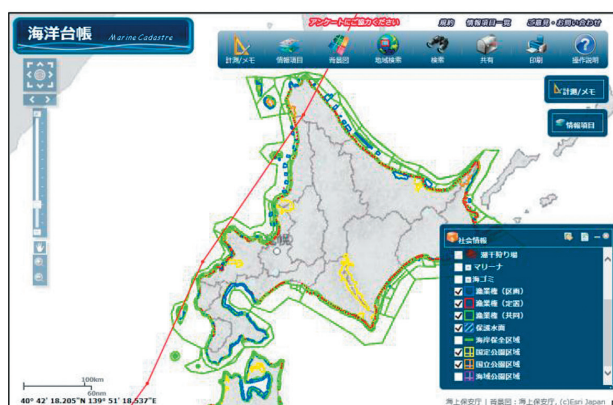 海洋台帳 Marine Cadastre
アンケートにご協力ください 規約 情報項目一覧 ご意見・お問い合わせ
計測/メモ 情報項目 背景図 地域検索 検索 共有 印刷 操作説明
計測/メモ
情報項目
社会情報
潮干狩り場
マリーナ
海ゴミ
漁業権（区画）
漁業権（定置）
漁業権（共同）
保護水面
海岸保全区域
国定公園区域
国立公園区域
海域公園区域
100km
60nm
40° 42' 18.205"N 139° 51' 18.537"E
海上保安庁 | 背景図：海上保安庁, (c)Esri Japan